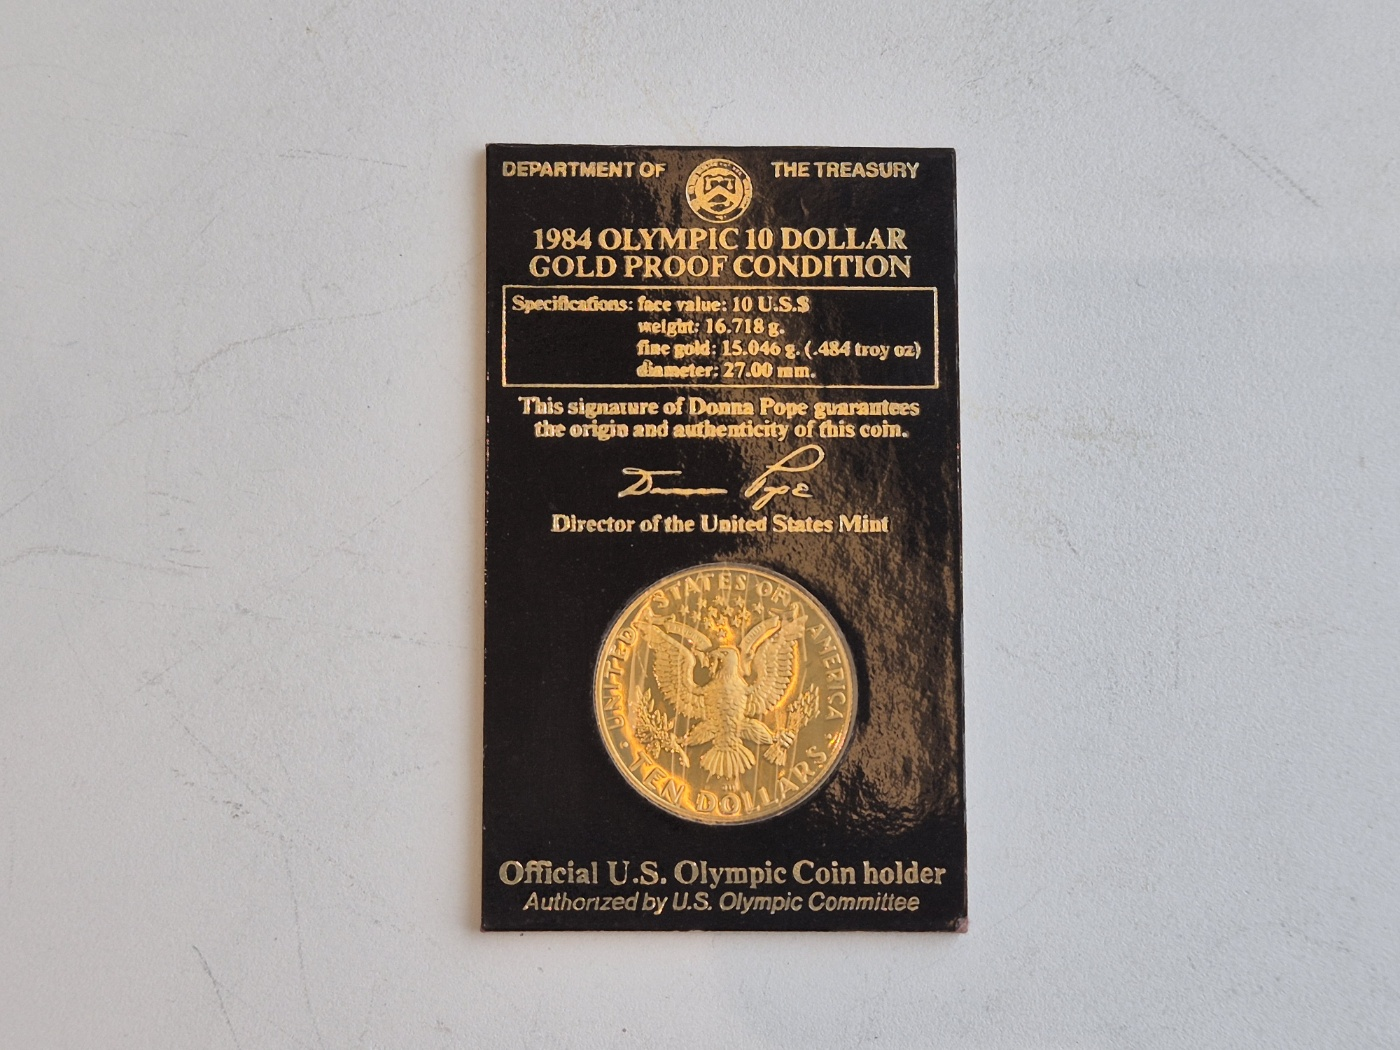 DEPARTMENT OF THE TREASURY
1984 OLYMPIC 10 DOLLAR
GOLD PROOF CONDITION
Specifications: face value: 10 U.S.$
weight: 16.718 g.
fine gold: 15.046 g. (.484 troy oz)
diameter: 27.00 mm.
This signature of Donna Pope guarantees
the origin and authenticity of this coin.
Donna Pope
Director of the United States Mint
UNITED STATES OF AMERICA
TEN DOLLARS
Official U.S. Olympic Coin holder
Authorized by U.S. Olympic Committee